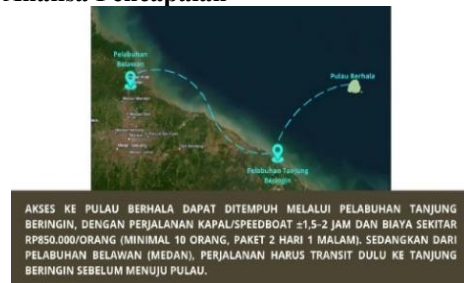 Pelabuhan
Belawan
Pulau Berhala
Pelabuhan Tanjung
Beringin
AKSES KE PULAU BERHALA DAPAT DITEMPUH MELALUI PELABUHAN TANJUNG
BERINGIN, DENGAN PERJALANAN KAPAL/SPEEDBOAT ±1,5-2 JAM DAN BIAYA SEKITAR
RP850.000/ORANG (MINIMAL 10 ORANG, PAKET 2 HARI 1 MALAM). SEDANGKAN DARI
PELABUHAN BELAWAN (MEDAN), PERJALANAN HARUS TRANSIT DULU KE TANJUNG
BERINGIN SEBELUM MENUJU PULAU.